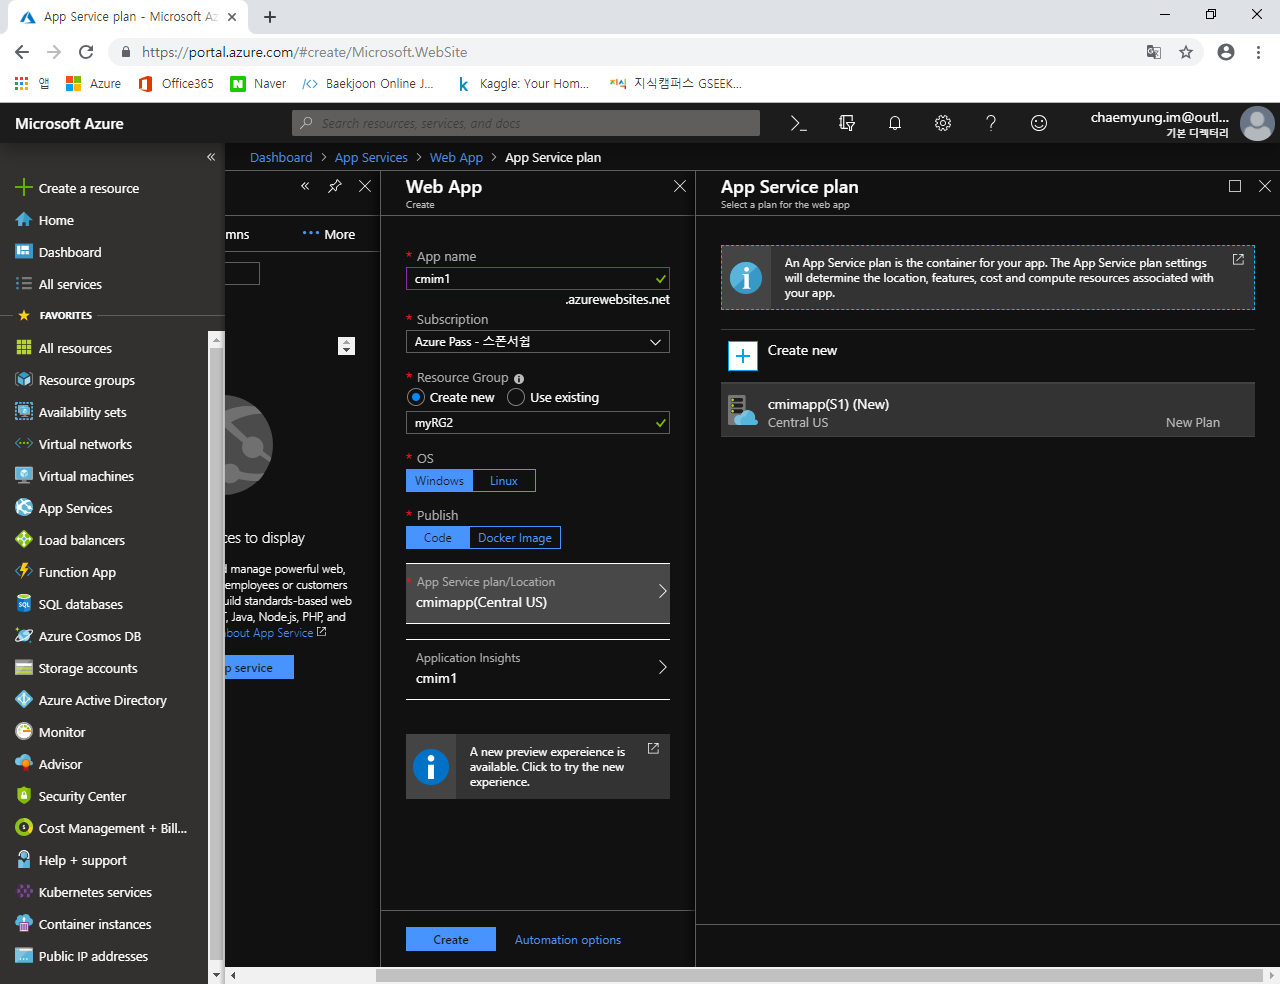 App Service plan - Microsoft Az
https://portal.azure.com/#create/Microsoft.WebSite
앱
Azure
Office365
Naver
Baekjoon Online J...
Kaggle: Your Hom...
지식캠퍼스 GSEEK...
Microsoft Azure
Search resources, services, and docs
chaemyung.im@outl...
기본 디렉터리
Create a resource
Home
Dashboard
All services
FAVORITES
All resources
Resource groups
Availability sets
Virtual networks
Virtual machines
App Services
Load balancers
Function App
SQL databases
Azure Cosmos DB
Storage accounts
Azure Active Directory
Monitor
Advisor
Security Center
Cost Management + Bill...
Help + support
Kubernetes services
Container instances
Public IP addresses
Dashboard > App Services > Web App > App Service plan
mns
More
ces to display
manage powerful web,
employees or customers
uild standards-based web
, Java, Node.js, PHP, and
about App Service
p service
Web App
Create
* App name
cmim1
.azurewebsites.net
* Subscription
Azure Pass - 스폰서쉽
* Resource Group
Create new
Use existing
myRG2
* OS
Windows
Linux
* Publish
Code
Docker Image
* App Service plan/Location
cmimapp(Central US)
Application Insights
cmim1
A new preview expereience is
available. Click to try the new
experience.
Create
Automation options
App Service plan
Select a plan for the web app
An App Service plan is the container for your app. The App Service plan settings
will determine the location, features, cost and compute resources associated with
your app.
Create new
cmimapp(S1) (New)
Central US
New Plan